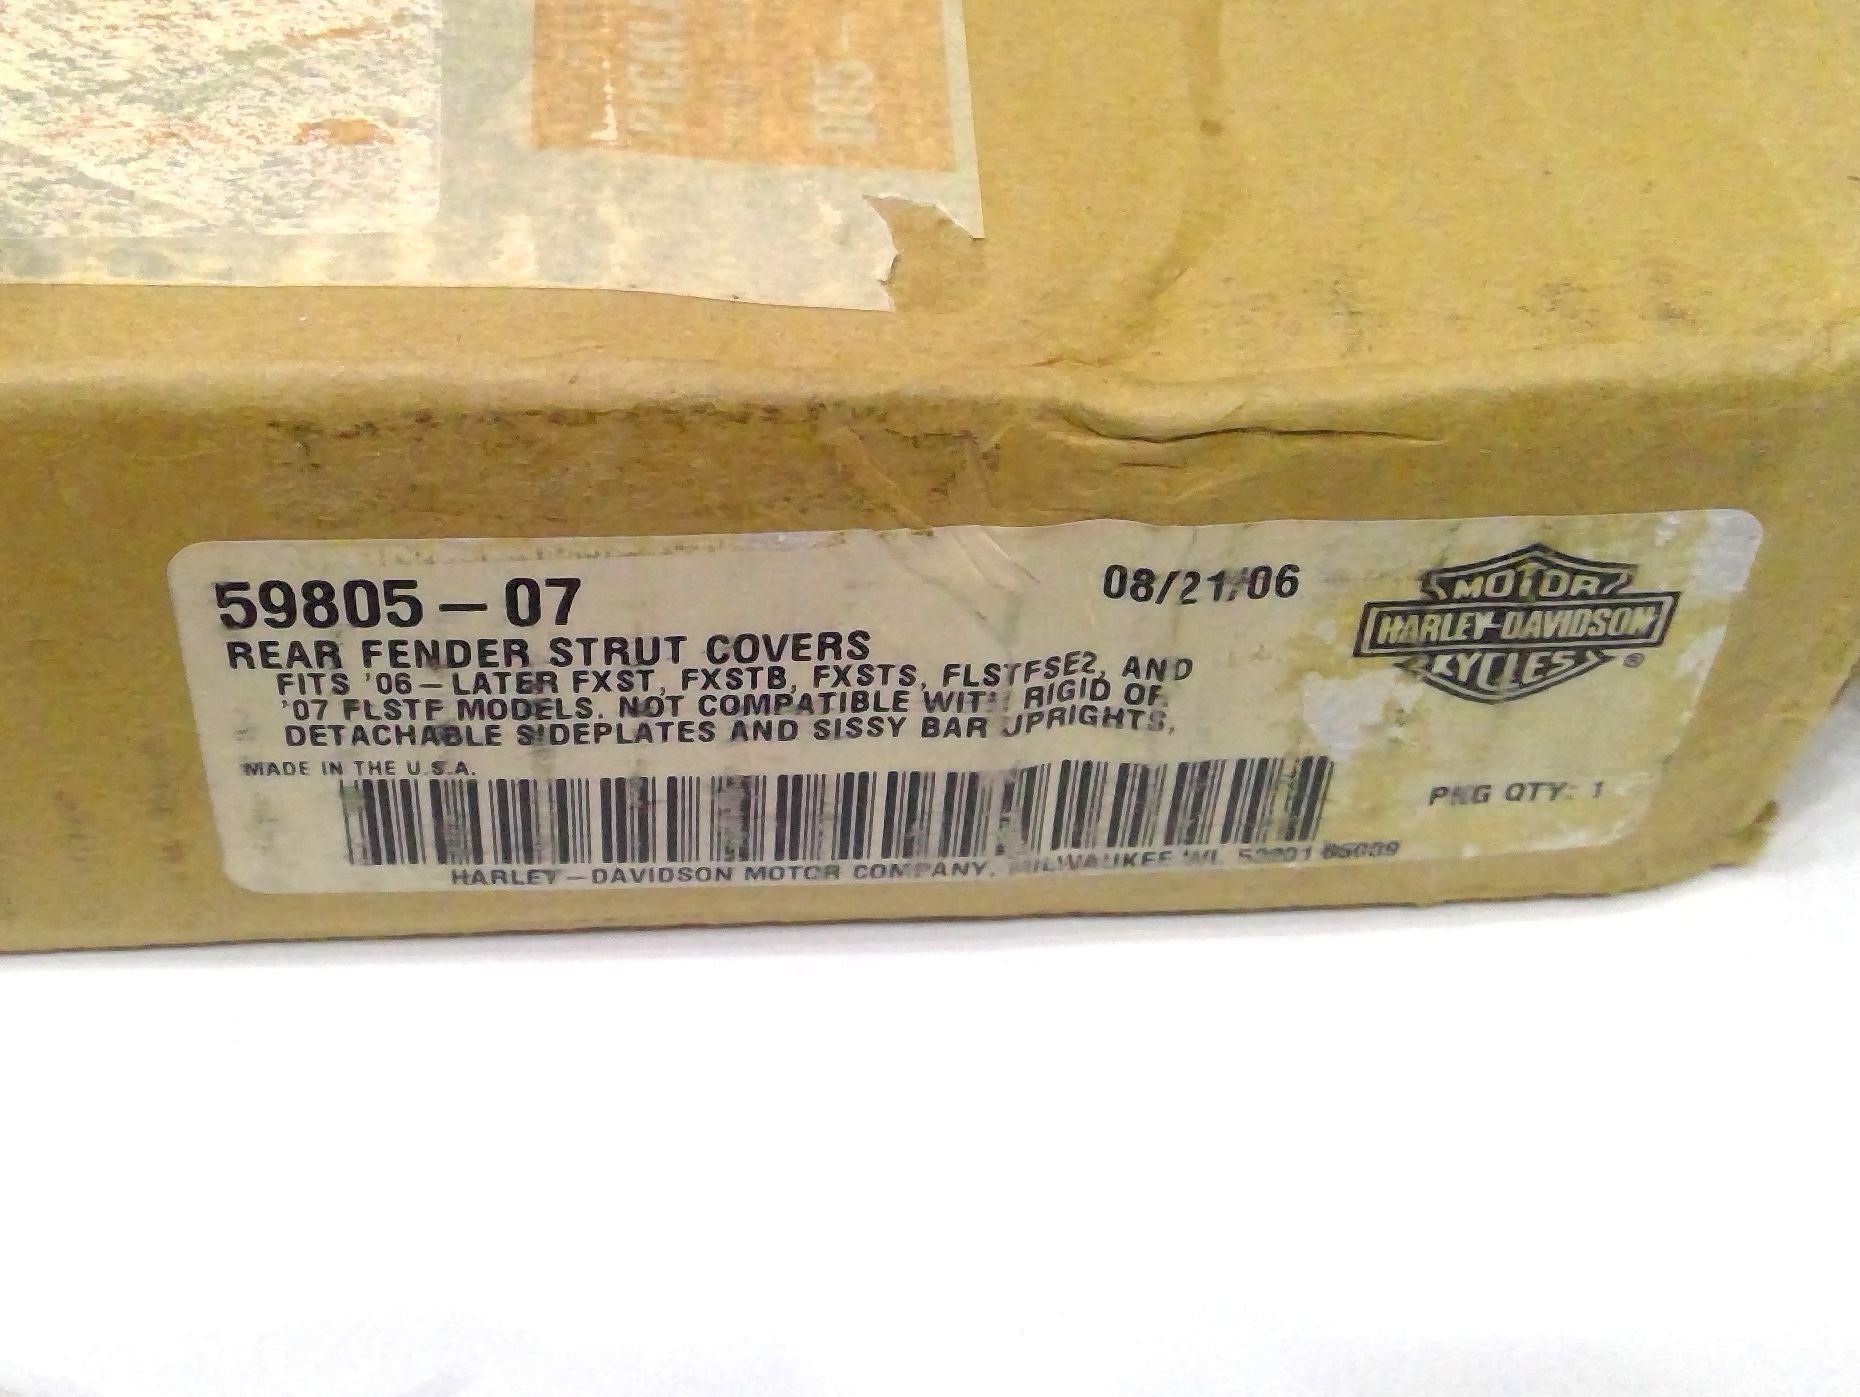 59805-07
08/21/06
REAR FENDER STRUT COVERS
FITS '06-LATER FXST, FXSTB, FXSTS, FLSTFSE2, AND
'07 FLSTF MODELS. NOT COMPATIBLE WITH RIGID OR
DETACHABLE SIDEPLATES AND SISSY BAR UPRIGHTS.
MADE IN THE U.S.A.
MOTOR
HARLEY-DAVIDSON
CYCLES
®
PKG QTY: 1
HARLEY-DAVIDSON MOTOR COMPANY, MILWAUKEE WI.